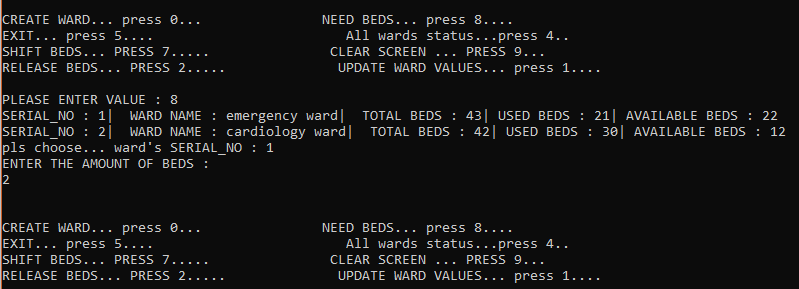 CREATE WARD... press 0... NEED BEDS... press 8....
EXIT... press 5.... All wards status...press 4..
SHIFT BEDS... PRESS 7..... CLEAR SCREEN ... PRESS 9...
RELEASE BEDS... PRESS 2..... UPDATE WARD VALUES... press 1....
PLEASE ENTER VALUE : 8
SERIAL_NO : 1| WARD NAME : emergency ward| TOTAL BEDS : 43| USED BEDS : 21| AVAILABLE BEDS : 22
SERIAL_NO : 2| WARD NAME : cardiology ward| TOTAL BEDS : 42| USED BEDS : 30| AVAILABLE BEDS : 12
pls choose... ward's SERIAL_NO : 1
ENTER THE AMOUNT OF BEDS :
2
CREATE WARD... press 0... NEED BEDS... press 8....
EXIT... press 5.... All wards status...press 4..
SHIFT BEDS... PRESS 7..... CLEAR SCREEN ... PRESS 9...
RELEASE BEDS... PRESS 2..... UPDATE WARD VALUES... press 1....